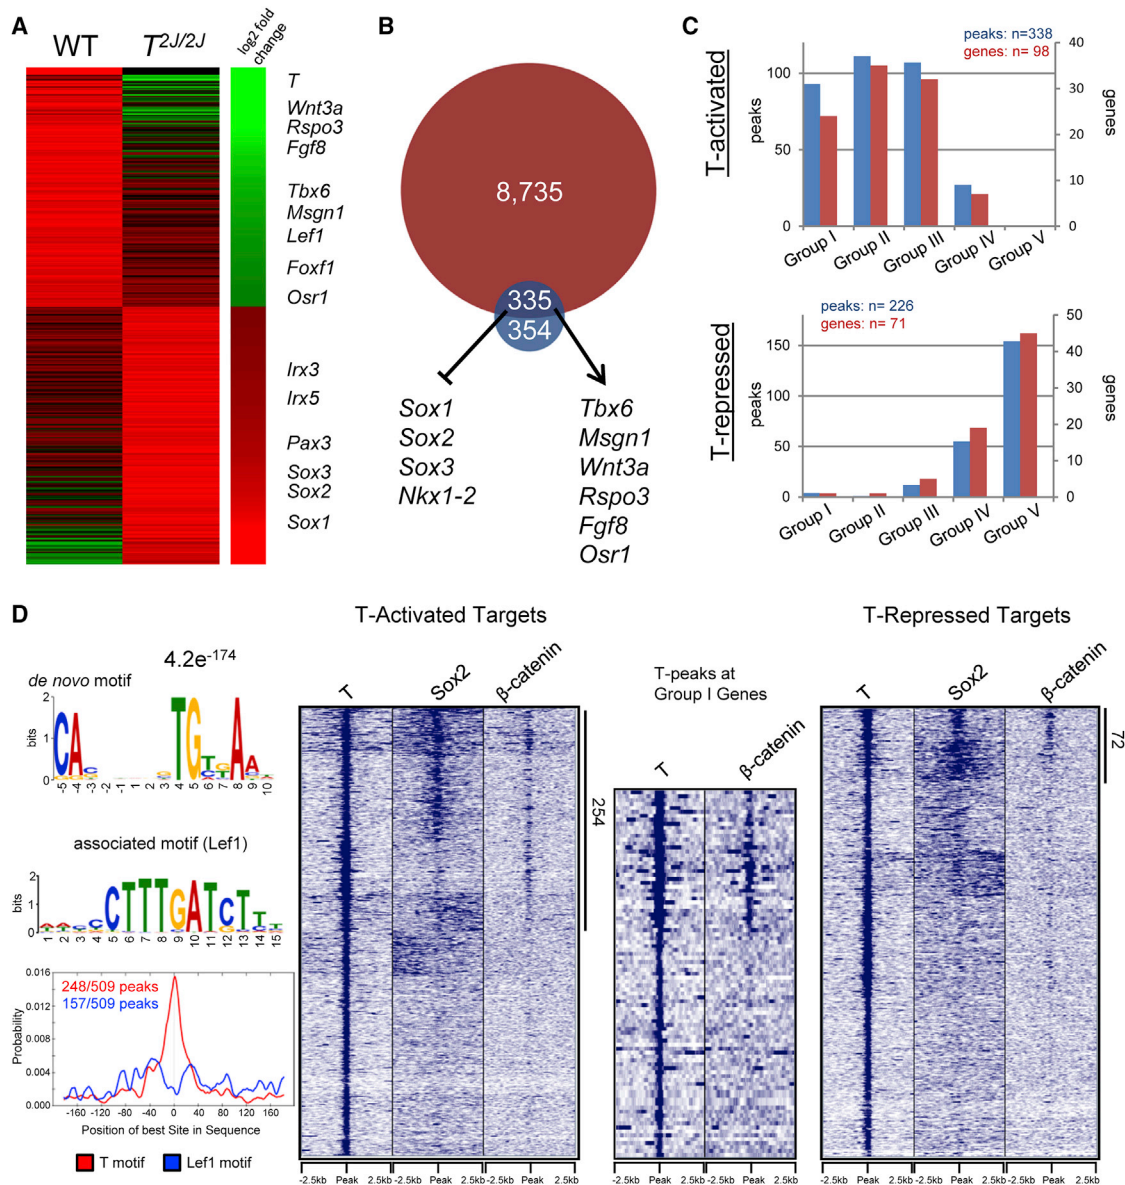 A
WT
T2J/2J
log2 fold
change
T
Wnt3a
Rspo3
Fgf8
Tbx6
Msgn1
Lef1
Foxf1
Osr1
Irx3
Irx5
Pax3
Sox3
Sox2
Sox1
B
8,735
335
354
Sox1
Sox2
Sox3
Nkx1-2
Tbx6
Msgn1
Wnt3a
Rspo3
Fgf8
Osr1
C
T-activated
peaks: n=338
genes: n= 98
peaks
100
50
0
genes
40
30
20
10
0
Group I
Group II
Group III
Group IV
Group V
T-repressed
peaks: n= 226
genes: n= 71
peaks
150
100
50
0
genes
50
40
30
20
10
0
Group I
Group II
Group III
Group IV
Group V
D
4.2e-174
de novo motif
bits
2
1
0
CA TG A A
-5 -4 -3 -2 -1 1 2 3 4 5 6 7 8 9 10
associated motif (Lef1)
bits
2
1
0
CTTTGATCTT
1 2 3 4 5 6 7 8 9 10 11 12 13 14 15
248/509 peaks
157/509 peaks
Probability
0.016
0.012
0.008
0.004
0.000
-160 -120 -80 -40 0 40 80 120 160
Position of best Site in Sequence
T motif
Lef1 motif
T-Activated Targets
T
Sox2
β-catenin
254
-2.5kb Peak 2.5kb -2.5kb Peak 2.5kb -2.5kb Peak 2.5kb
T-peaks at
Group I Genes
T
β-catenin
-2.5kb Peak 2.5kb -2.5kb Peak 2.5kb
T-Repressed Targets
T
Sox2
β-catenin
72
-2.5kb Peak 2.5kb -2.5kb Peak 2.5kb -2.5kb Peak 2.5kb